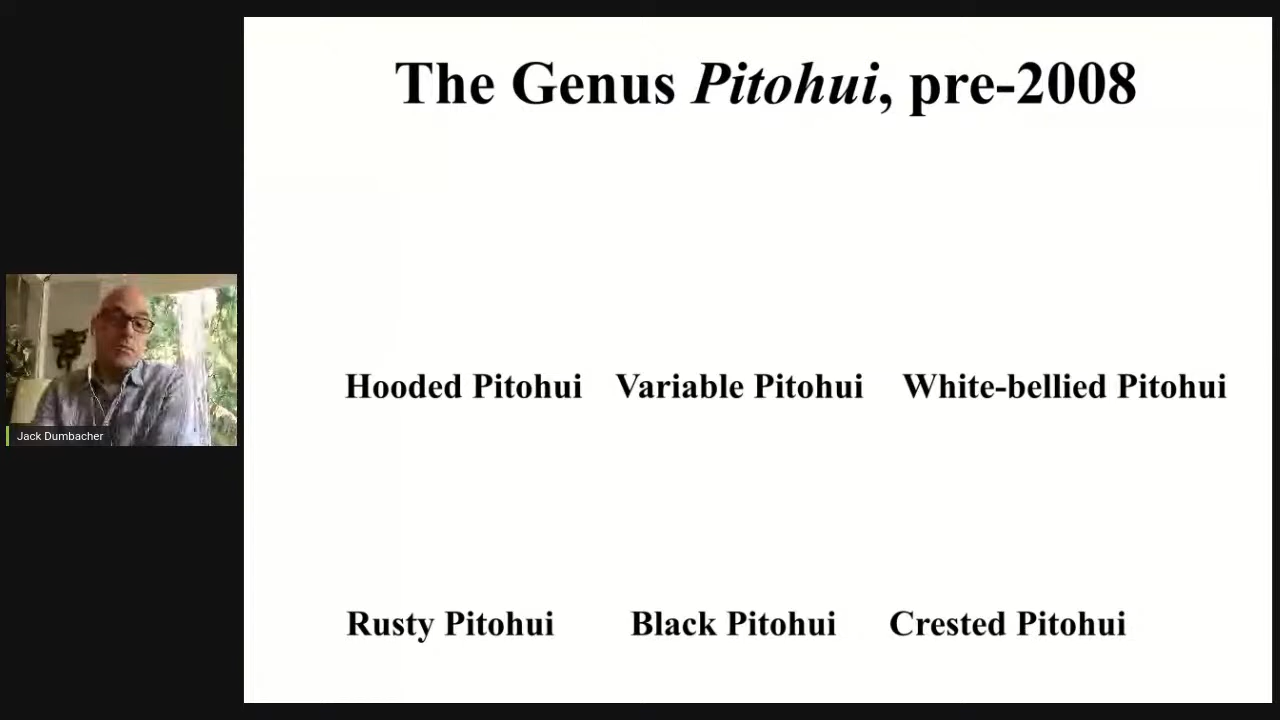 The Genus Pitohui, pre-2008
Hooded Pitohui Variable Pitohui White-bellied Pitohui
Jack Dumbacher
Rusty Pitohui Black Pitohui Crested Pitohui